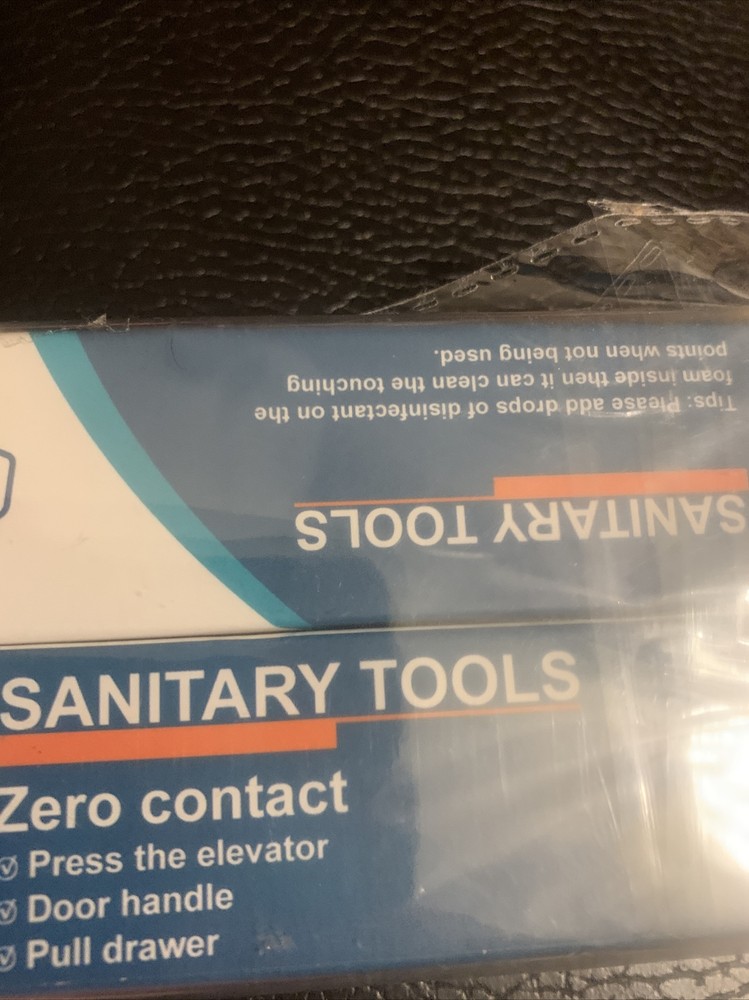 SANITARY TOOLS
Tips: Please add drops of disinfectant on the
foam inside then it can clean the touching
points when not being used.
SANITARY TOOLS
Zero contact
Press the elevator
Door handle
Pull drawer